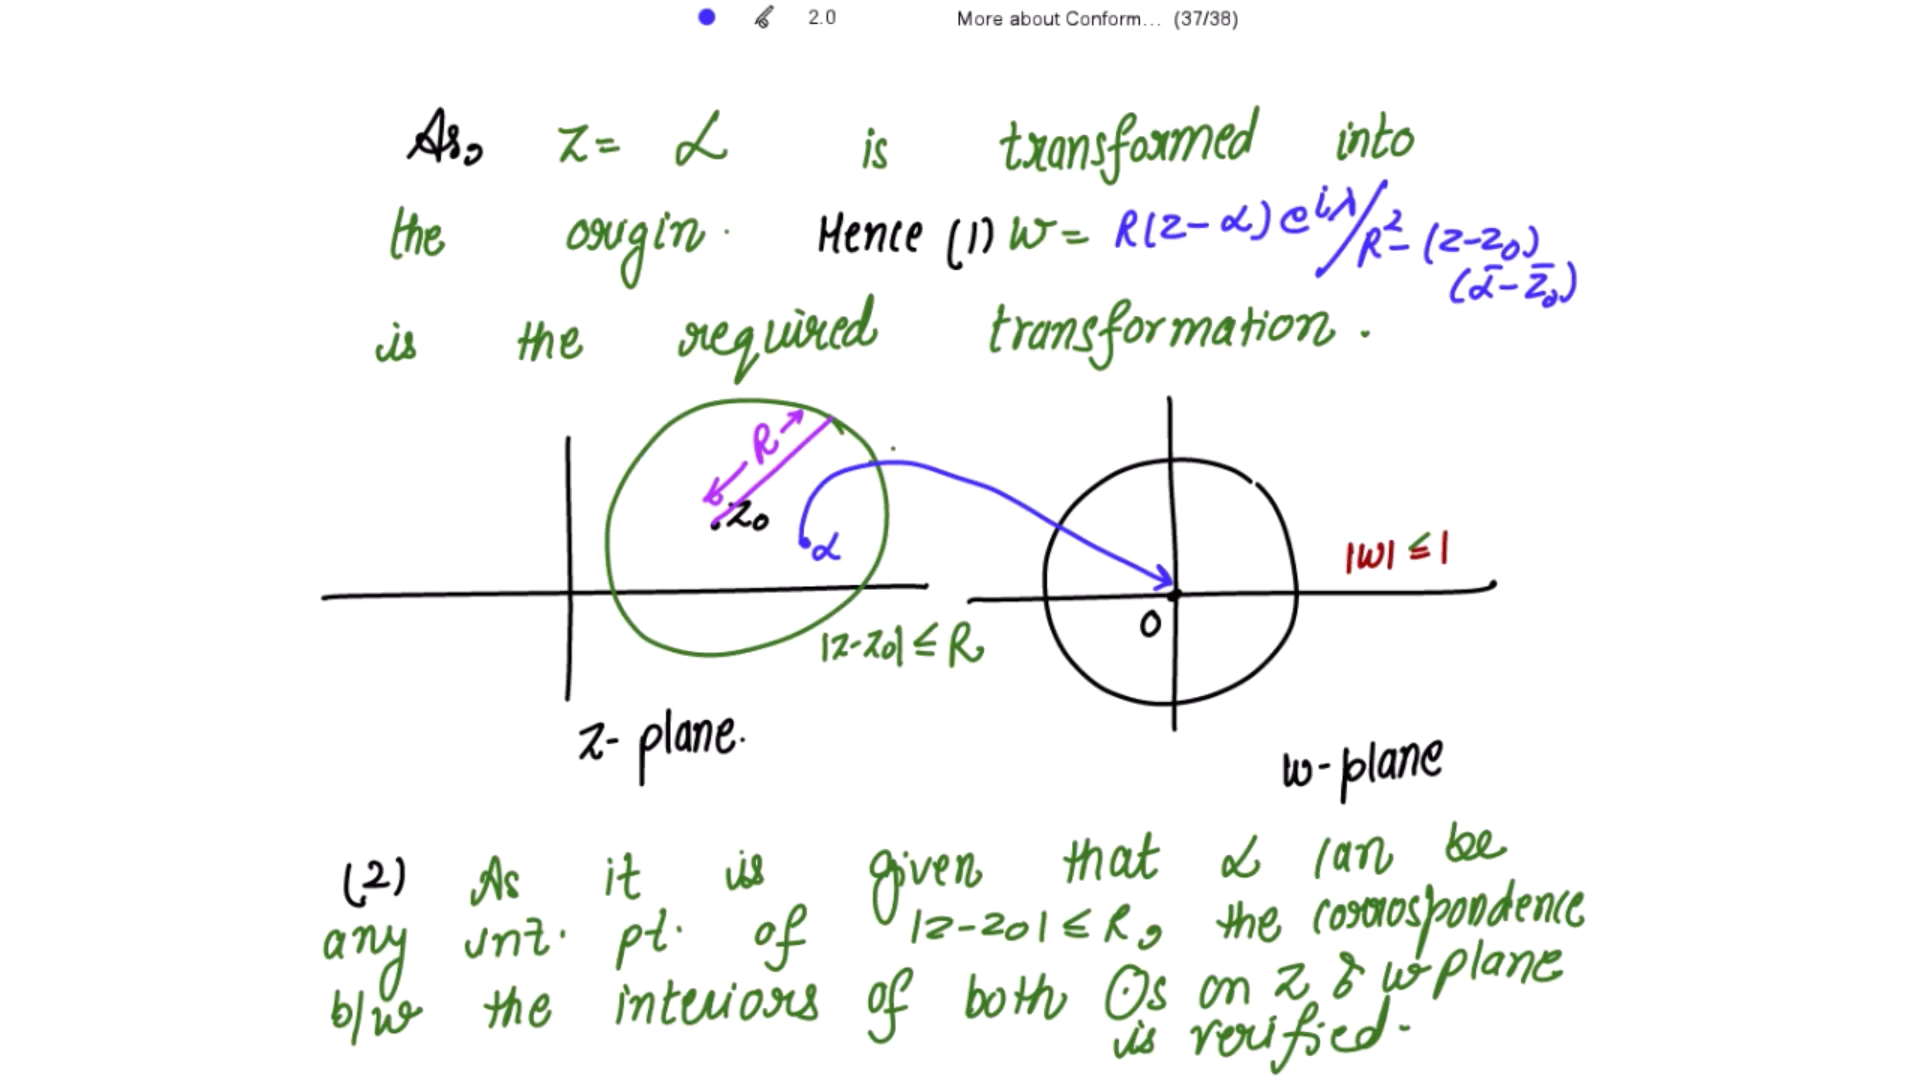 2.0 More about Conform... (37/38)
As, z = α is transformed into
the origin. Hence (1) w = R(z-α)e^{iλ}/R²-(z-z₀)
(ᾱ-z̄₀)
is the required transformation.
R
z₀
α
|z-z₀| ≤ R,
z-plane.
|w| ≤ 1
0
w-plane
(2) As it is given that α can be
any int. pt. of |z-z₀| ≤ R, the correspondence
b/w the interiors of both Os on z & w plane
is verified.